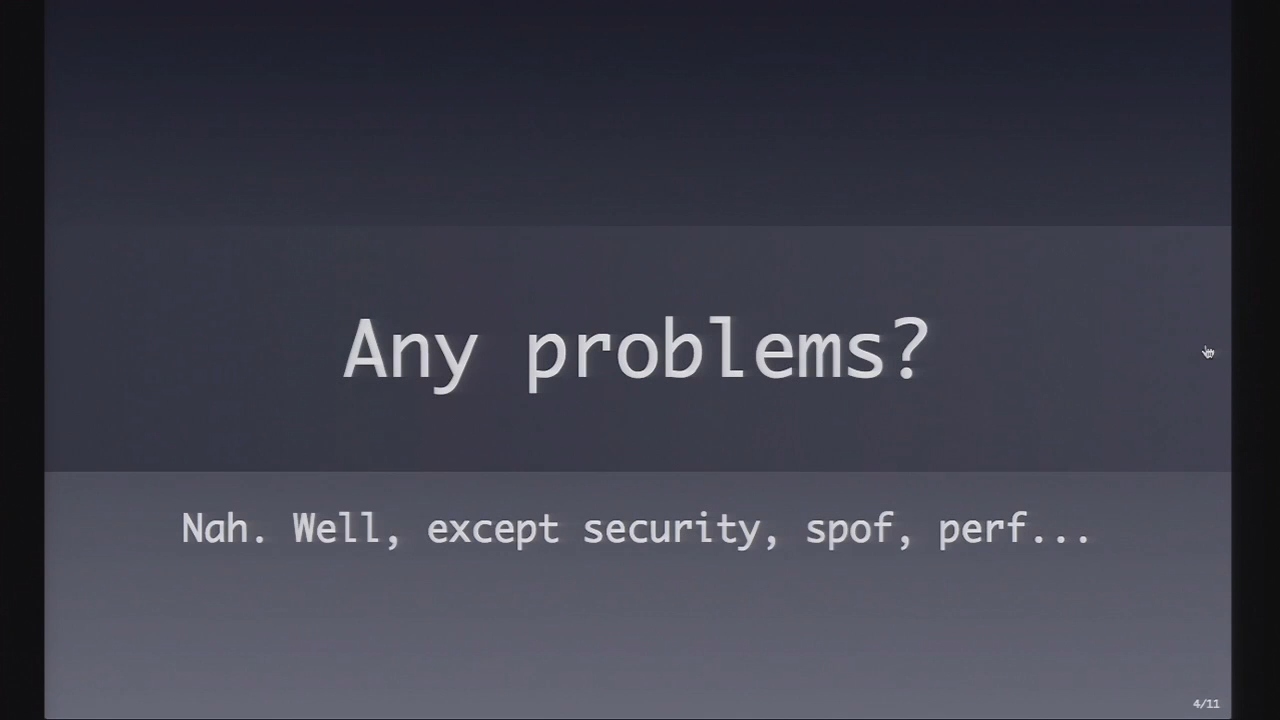 Any problems?
Nah. Well, except security, spof, perf...
4/11